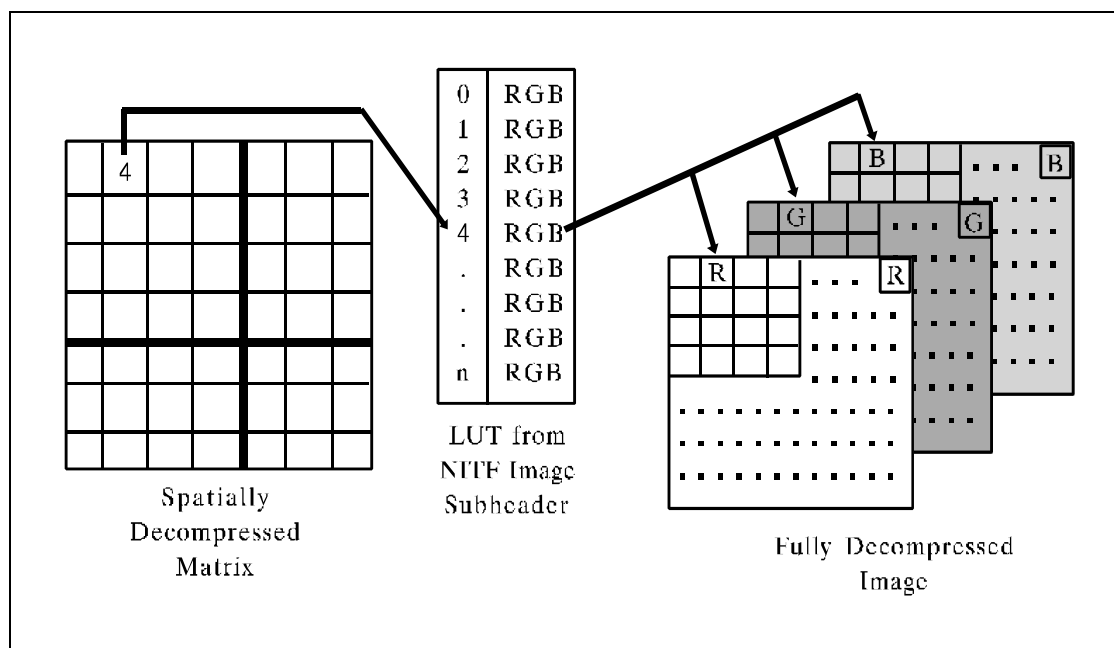 4
0 RGB
1 RGB
2 RGB
3 RGB
4 RGB
. RGB
. RGB
. RGB
n RGB
LUT from
NITF Image
Subheader
Spatially
Decompressed
Matrix
B B
G G
R R
Fully Decompressed
Image